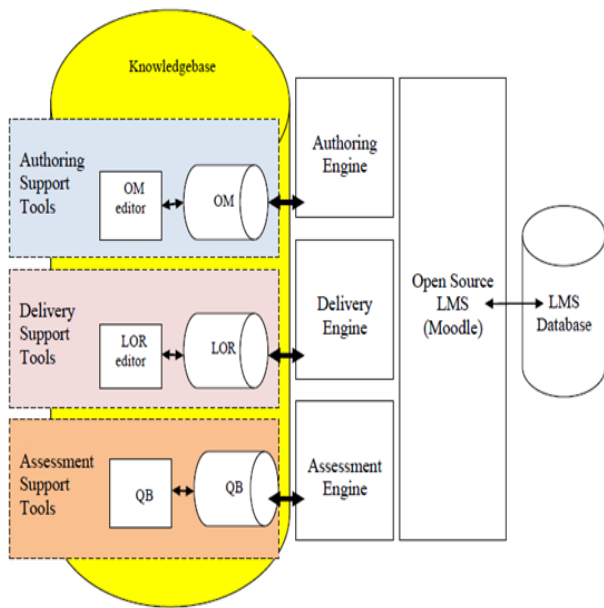 Knowledgebase
Authoring
Support
Tools
OM
editor
OM
Authoring
Engine
Delivery
Support
Tools
LOR
editor
LOR
Delivery
Engine
Assessment
Support
Tools
QB
QB
Assessment
Engine
Open Source
LMS
(Moodle)
LMS
Database